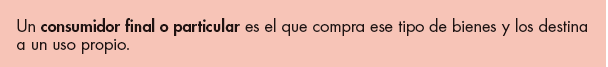 Un consumidor final o particular es el que compra ese tipo de bienes y los destina
a un uso propio.